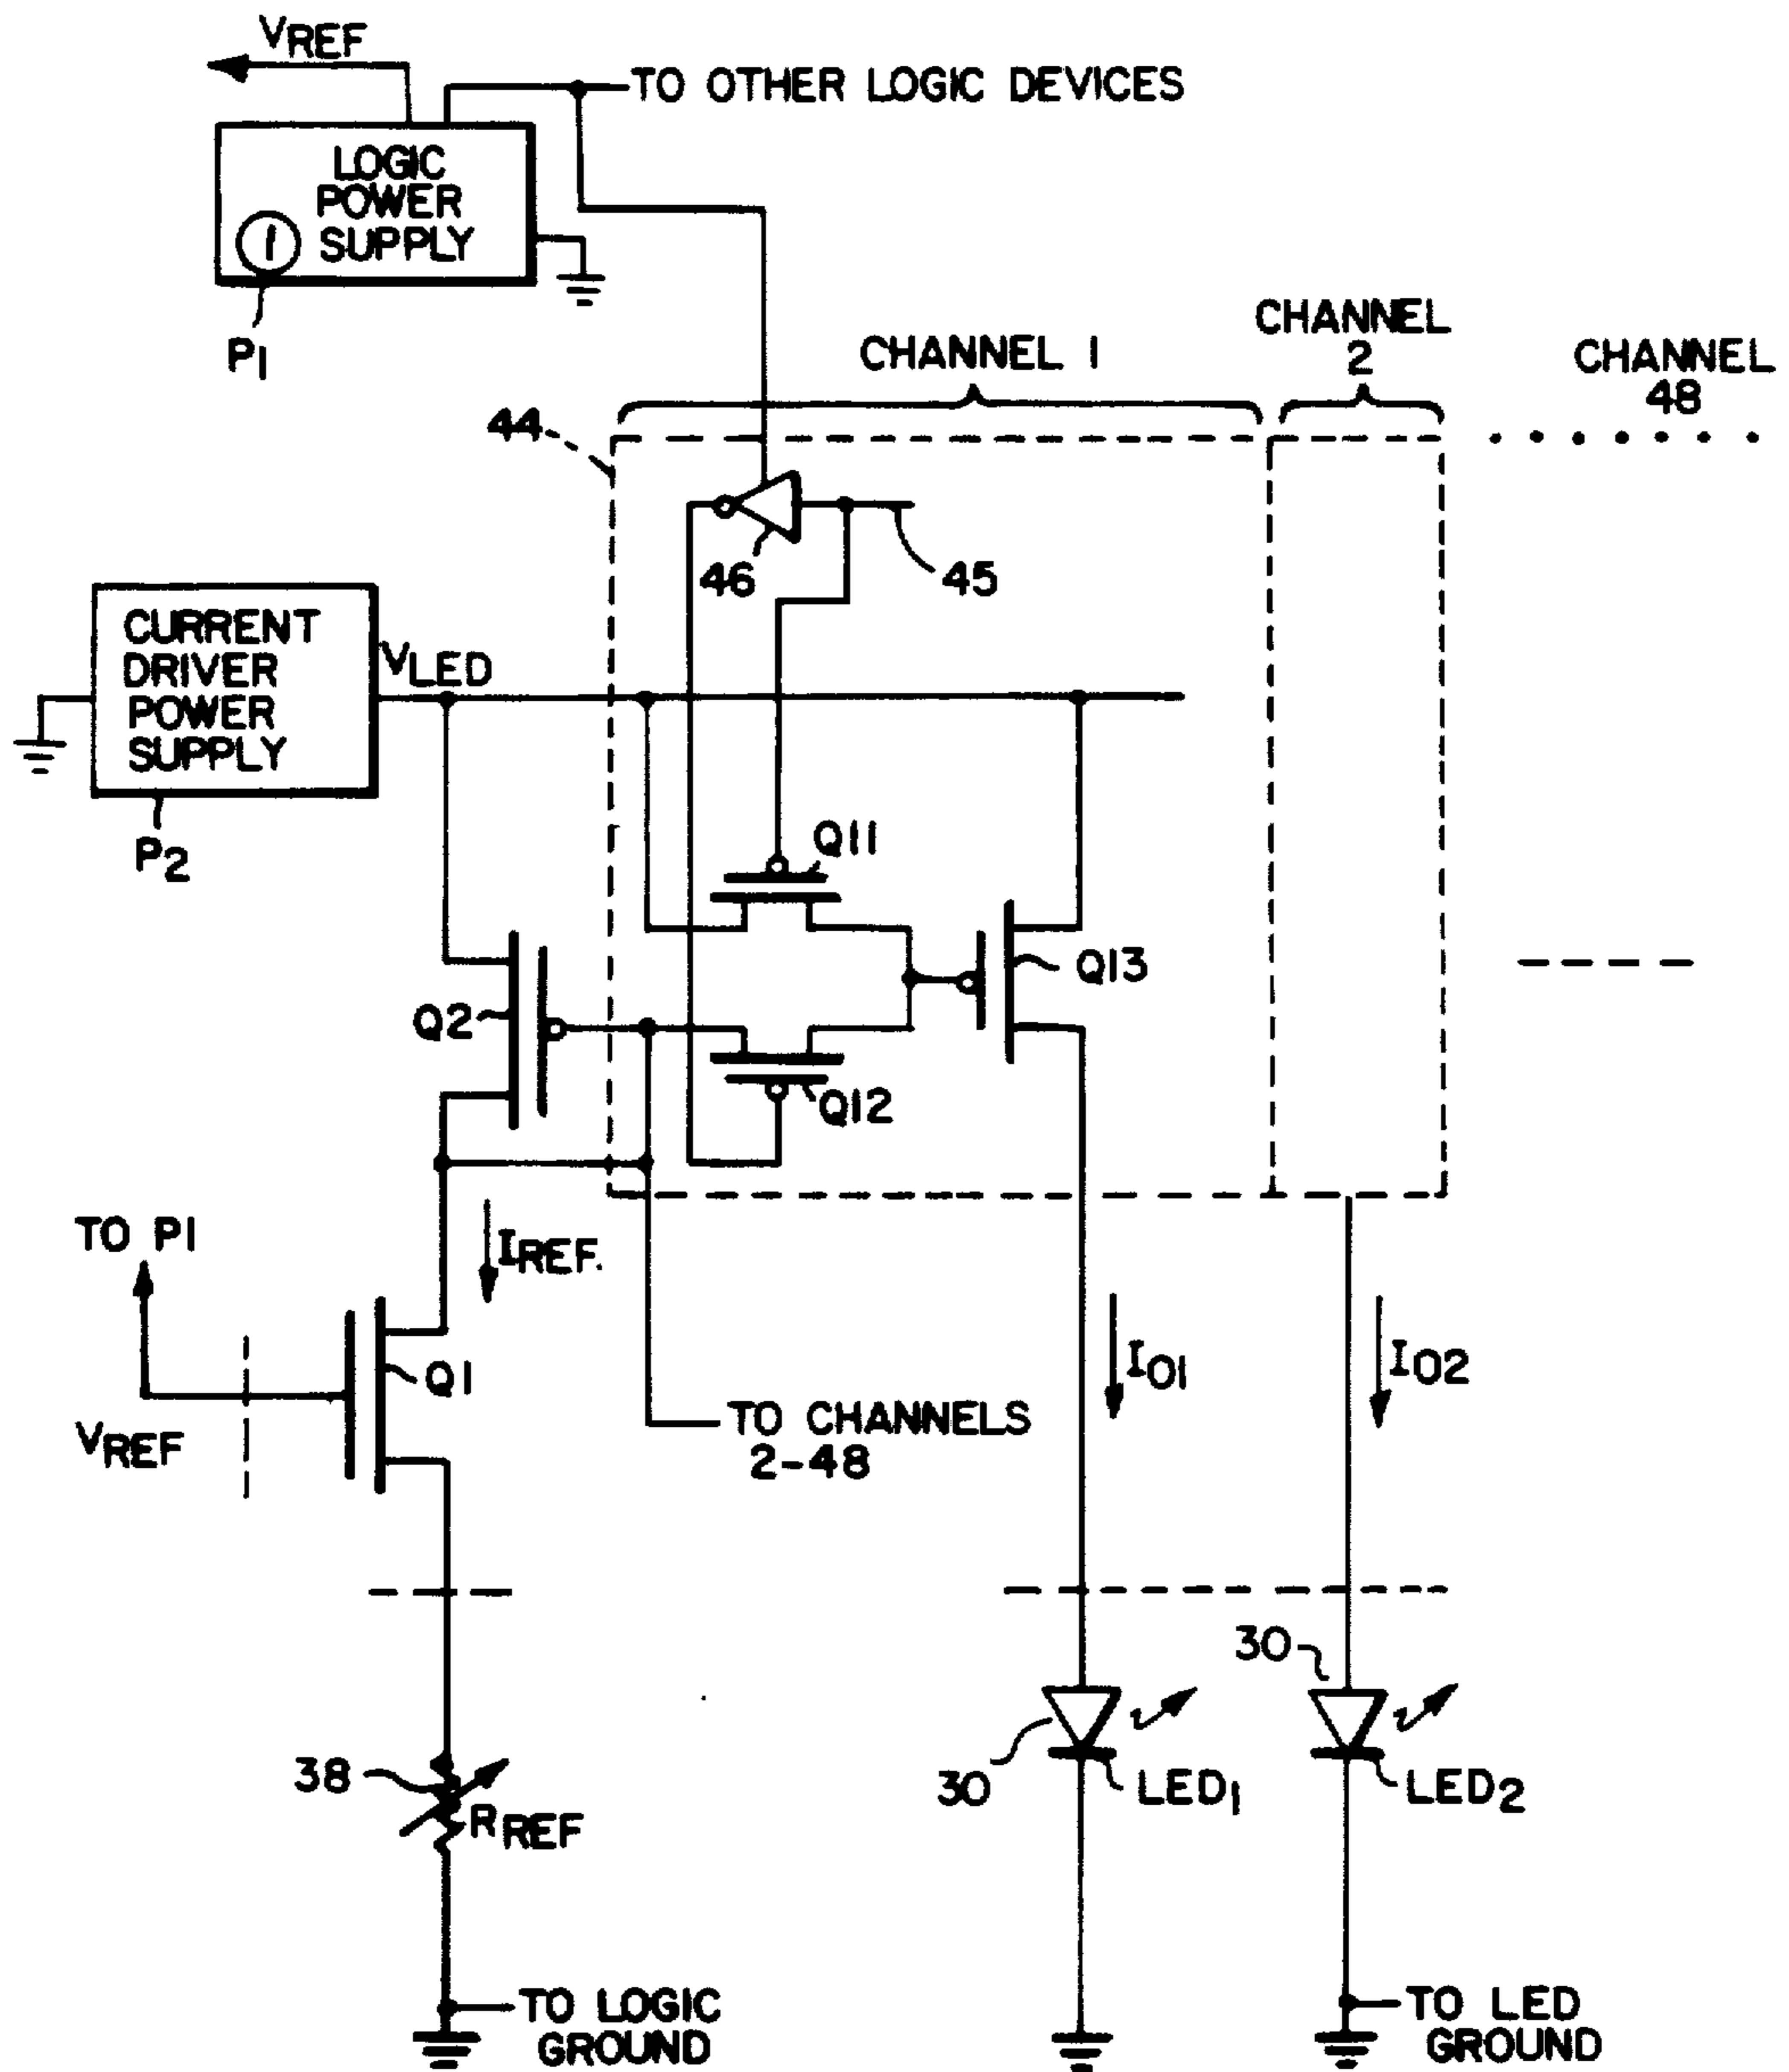 VREF
TO OTHER LOGIC DEVICES
LOGIC
POWER
SUPPLY
1
P1
CHANNEL 1
CHANNEL
2
CHANNEL
48
44
46
45
CURRENT
DRIVER
POWER
SUPPLY
VLED
P2
Q11
Q13
Q2
Q12
TO P1
IREF.
Q1
VREF
IO1
IO2
TO CHANNELS
2-48
30
38
RREF
30
LED1
LED2
TO LOGIC
GROUND
TO LED
GROUND